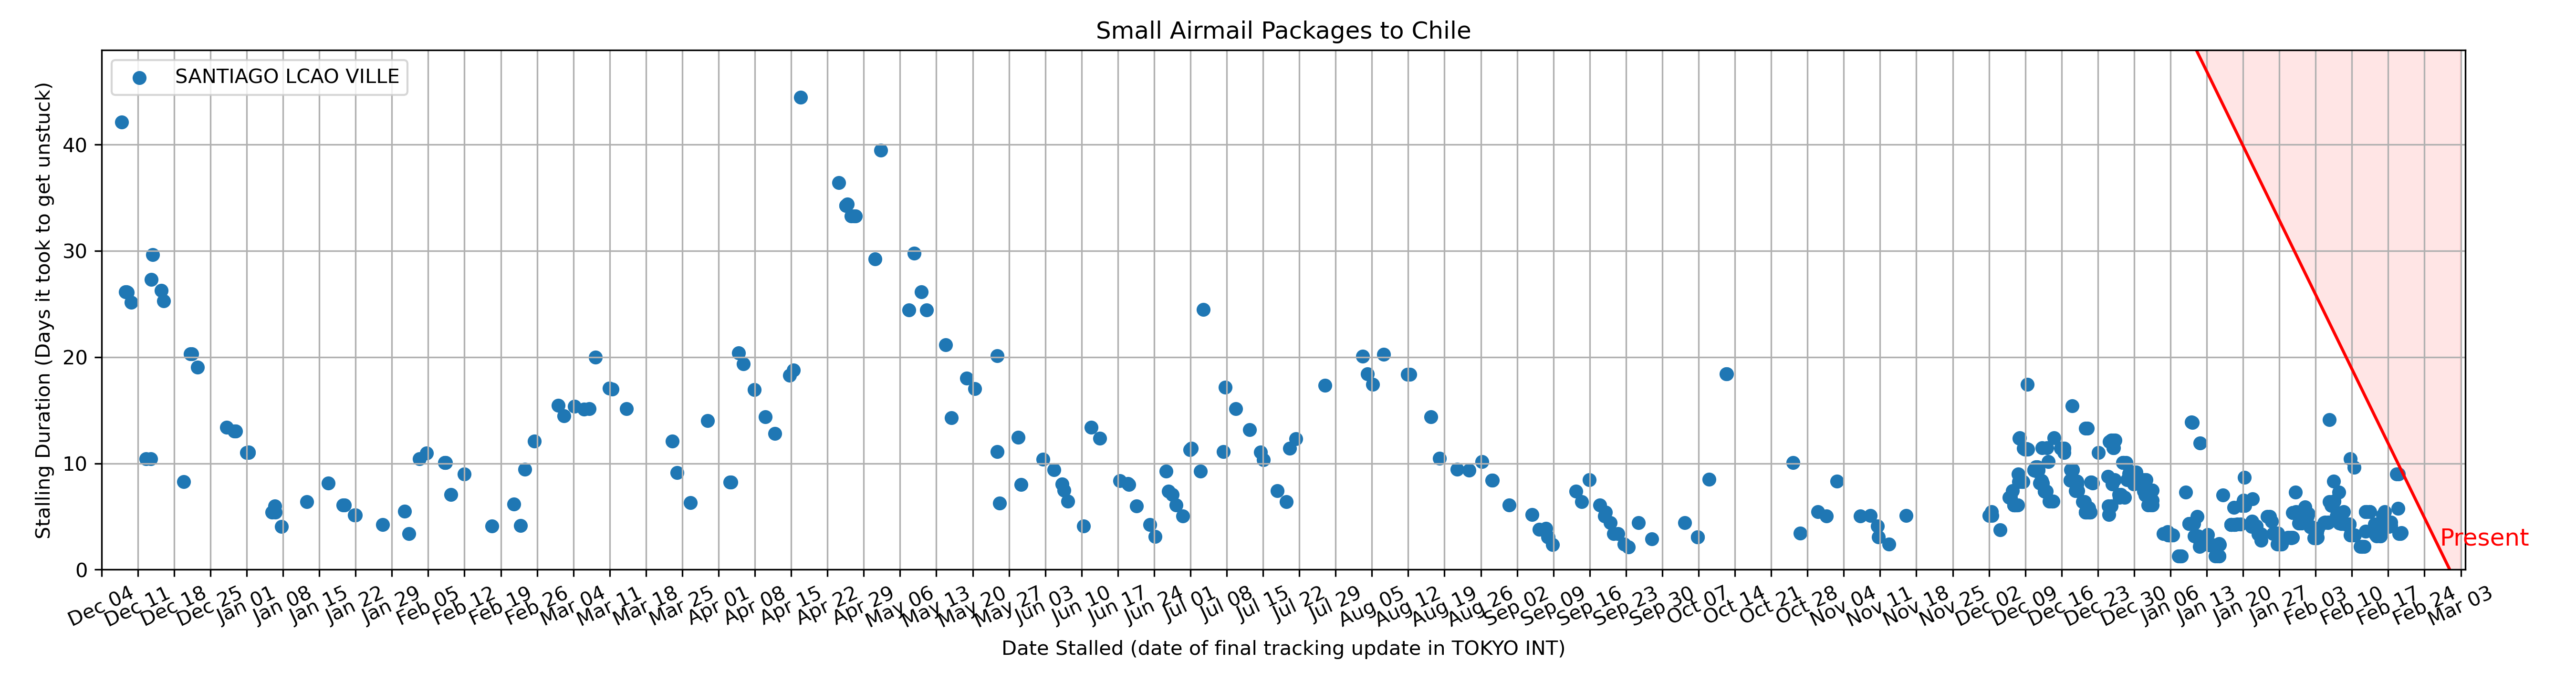 Small Airmail Packages to Chile
SANTIAGO LCAO VILLE
Stalling Duration (Days it took to get unstuck)
40
30
20
10
0
Present
Dec 04
Dec 11
Dec 18
Dec 25
Jan 01
Jan 08
Jan 15
Jan 22
Jan 29
Feb 05
Feb 12
Feb 19
Feb 26
Mar 04
Mar 11
Mar 18
Mar 25
Apr 01
Apr 08
Apr 15
Apr 22
Apr 29
May 06
May 13
May 20
May 27
Jun 03
Jun 10
Jun 17
Jun 24
Jul 01
Jul 08
Jul 15
Jul 22
Jul 29
Aug 05
Aug 12
Aug 19
Aug 26
Sep 02
Sep 09
Sep 16
Sep 23
Sep 30
Oct 07
Oct 14
Oct 21
Oct 28
Nov 04
Nov 11
Nov 18
Nov 25
Dec 02
Dec 09
Dec 16
Dec 23
Dec 30
Jan 06
Jan 13
Jan 20
Jan 27
Feb 03
Feb 10
Feb 17
Feb 24
Mar 03
Date Stalled (date of final tracking update in TOKYO INT)